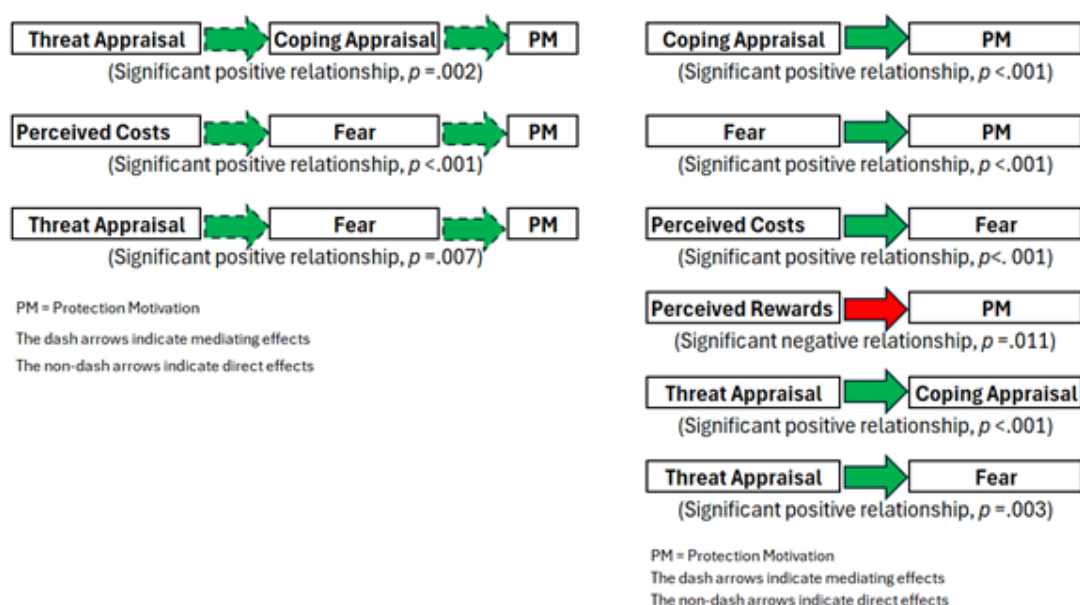 Threat Appraisal Coping Appraisal PM
(Significant positive relationship, p =.002)
Perceived Costs Fear PM
(Significant positive relationship, p <.001)
Threat Appraisal Fear PM
(Significant positive relationship, p =.007)
PM = Protection Motivation
The dash arrows indicate mediating effects
The non-dash arrows indicate direct effects
Coping Appraisal PM
(Significant positive relationship, p <.001)
Fear PM
(Significant positive relationship, p <.001)
Perceived Costs Fear
(Significant positive relationship, p<. 001)
Perceived Rewards PM
(Significant negative relationship, p =.011)
Threat Appraisal Coping Appraisal
(Significant positive relationship, p <.001)
Threat Appraisal Fear
(Significant positive relationship, p =.003)
PM = Protection Motivation
The dash arrows indicate mediating effects
The non-dash arrows indicate direct effects